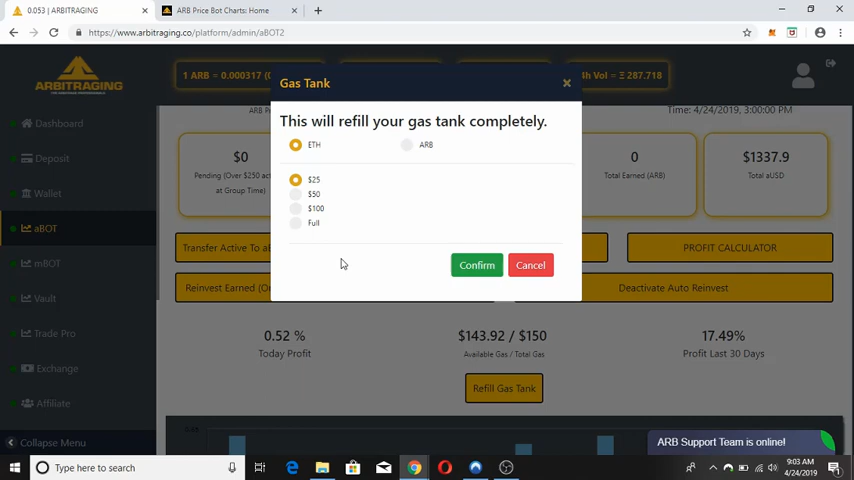 0.053 | ARBITRAGING
ARB Price Bot Charts: Home
https://www.arbitraging.co/platform/admin/aBOT2
ARBITRAGING
1 ARB = 0.000317 (0
4h Vol = Ξ 287.718
Gas Tank
This will refill your gas tank completely.
ETH
ARB
$25
$50
$100
Full
Confirm
Cancel
Dashboard
Deposit
Wallet
aBOT
mBOT
Vault
Trade Pro
Exchange
Affiliate
Collapse Menu
ARB P
Time: 4/24/2019, 3:00:00 PM
$0
Pending (Over $250
at Group Time)
0
Total Earned (ARB)
$1337.9
Total aUSD
Transfer Active To aB
PROFIT CALCULATOR
Reinvest Earned (O
Deactivate Auto Reinvest
0.52 %
Today Profit
$143.92 / $150
Available Gas / Total Gas
17.49%
Profit Last 30 Days
Refill Gas Tank
ARB Support Team is online!
Type here to search
9:03 AM
4/24/2019